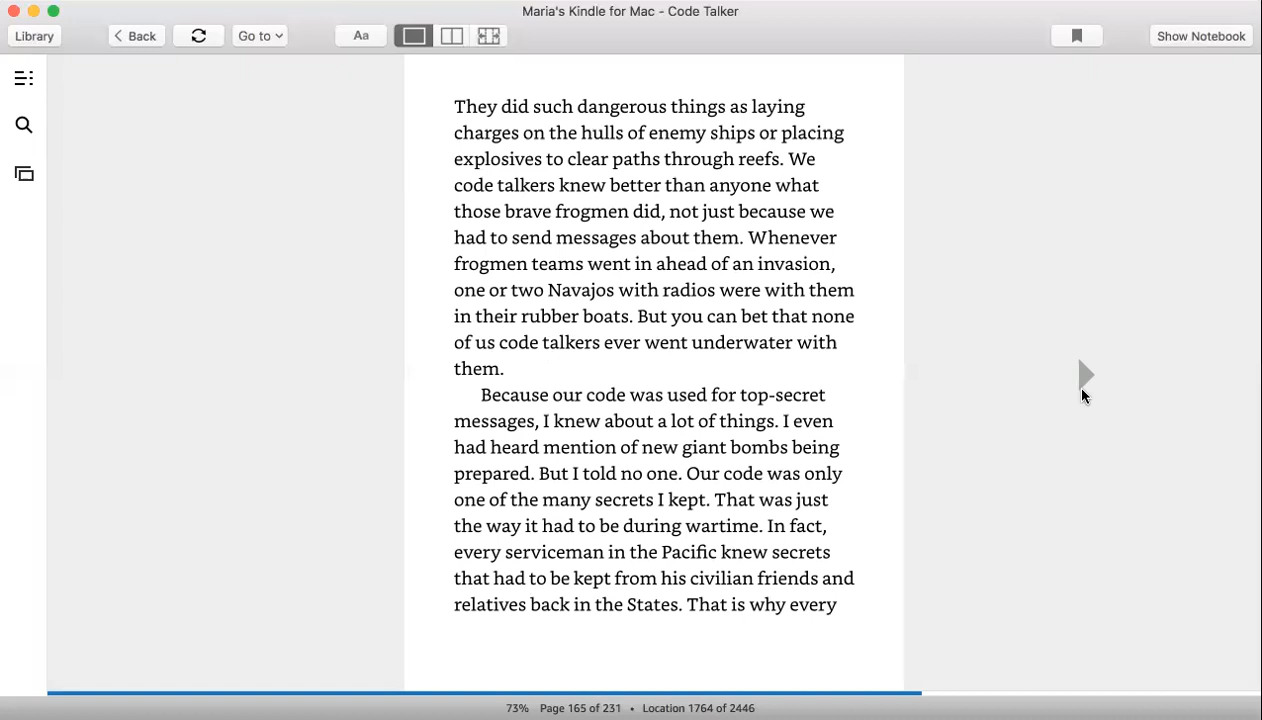 Maria's Kindle for Mac - Code Talker
Library
Back
Go to
Aa
Show Notebook
They did such dangerous things as laying
charges on the hulls of enemy ships or placing
explosives to clear paths through reefs. We
code talkers knew better than anyone what
those brave frogmen did, not just because we
had to send messages about them. Whenever
frogmen teams went in ahead of an invasion,
one or two Navajos with radios were with them
in their rubber boats. But you can bet that none
of us code talkers ever went underwater with
them.
Because our code was used for top-secret
messages, I knew about a lot of things. I even
had heard mention of new giant bombs being
prepared. But I told no one. Our code was only
one of the many secrets I kept. That was just
the way it had to be during wartime. In fact,
every serviceman in the Pacific knew secrets
that had to be kept from his civilian friends and
relatives back in the States. That is why every
73% Page 165 of 231 • Location 1764 of 2446